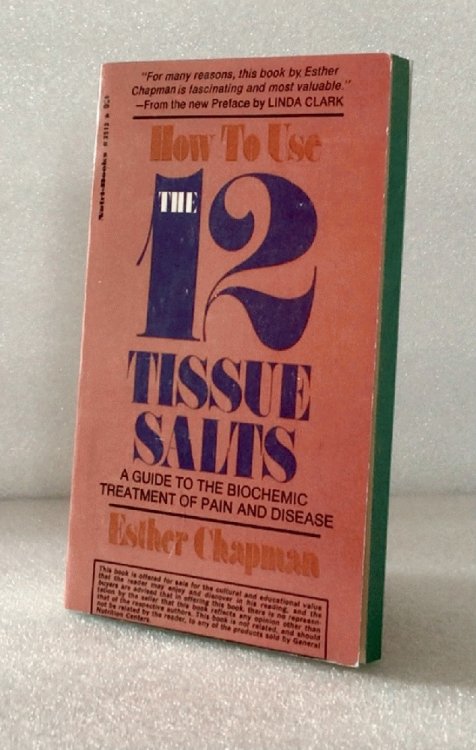 "For many reasons, this book by Esther
Chapman is fascinating and most valuable."
—From the new Preface by LINDA CLARK
Nutri-Books
How To Use
THE
12
TISSUE
SALTS
A GUIDE TO THE BIOCHEMIC
TREATMENT OF PAIN AND DISEASE
Esther Chapman
This book is offered for sale for the cultural and educational value
that the reader may enjoy and discover in his reading, and the
buyers are advised that in offering this book, there is no represen-
tation by the seller that this book reflects any opinion other than
that of the respective authors. This book is not related, and should
not be related by the reader, to any of the products sold by General
Nutrition Centers.